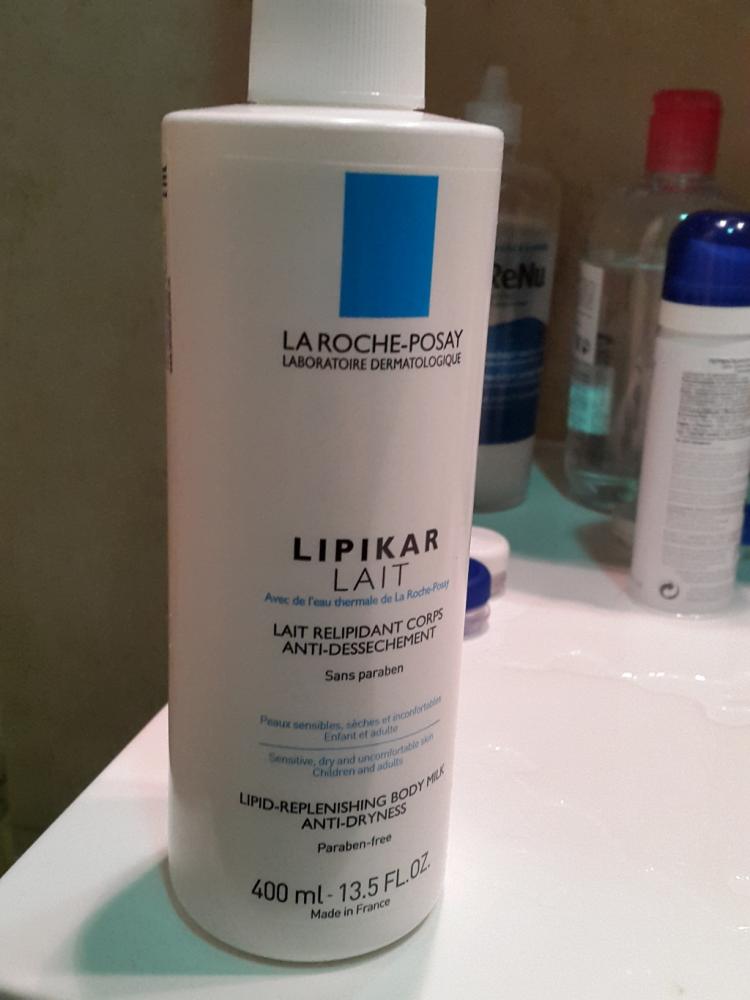 LA ROCHE-POSAY
LABORATOIRE DERMATOLOGIQUE
LIPIKAR
LAIT
Avec de l'eau thermale de La Roche-Posay
LAIT RELIPIDANT CORPS
ANTI-DESSECHEMENT
Sans paraben
Peaux sensibles, sèches et inconfortables
Enfant et adulte
Sensitive, dry and uncomfortable skin
Children and adults
LIPID-REPLENISHING BODY MILK
ANTI-DRYNESS
Paraben-free
400 ml - 13.5 FL.OZ.
Made in France
ReNu